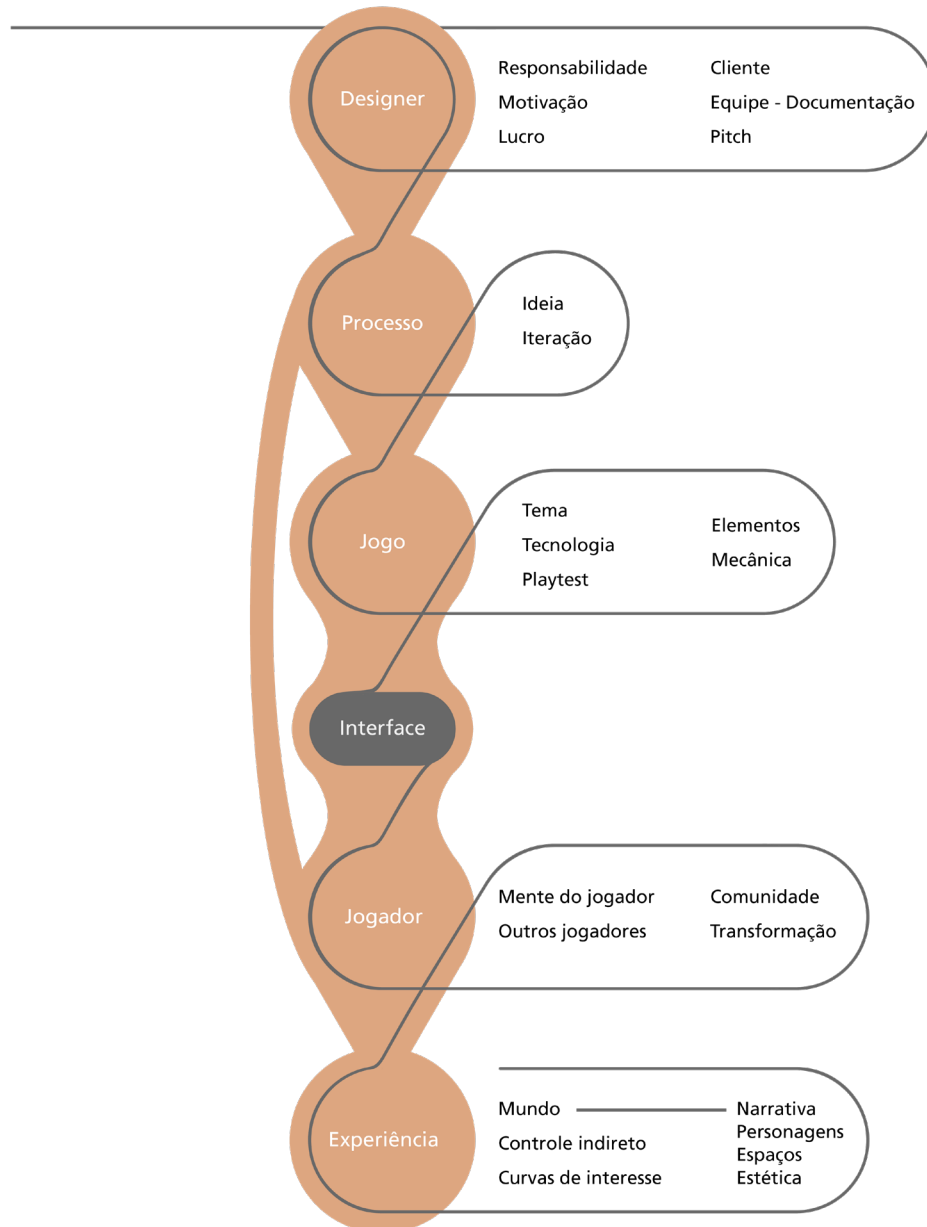 Designer
Responsabilidade
Motivação
Lucro
Cliente
Equipe - Documentação
Pitch
Processo
Ideia
Iteração
Jogo
Tema
Tecnologia
Playtest
Elementos
Mecânica
Interface
Jogador
Mente do jogador
Outros jogadores
Comunidade
Transformação
Experiência
Mundo
Controle indireto
Curvas de interesse
Narrativa
Personagens
Espaços
Estética